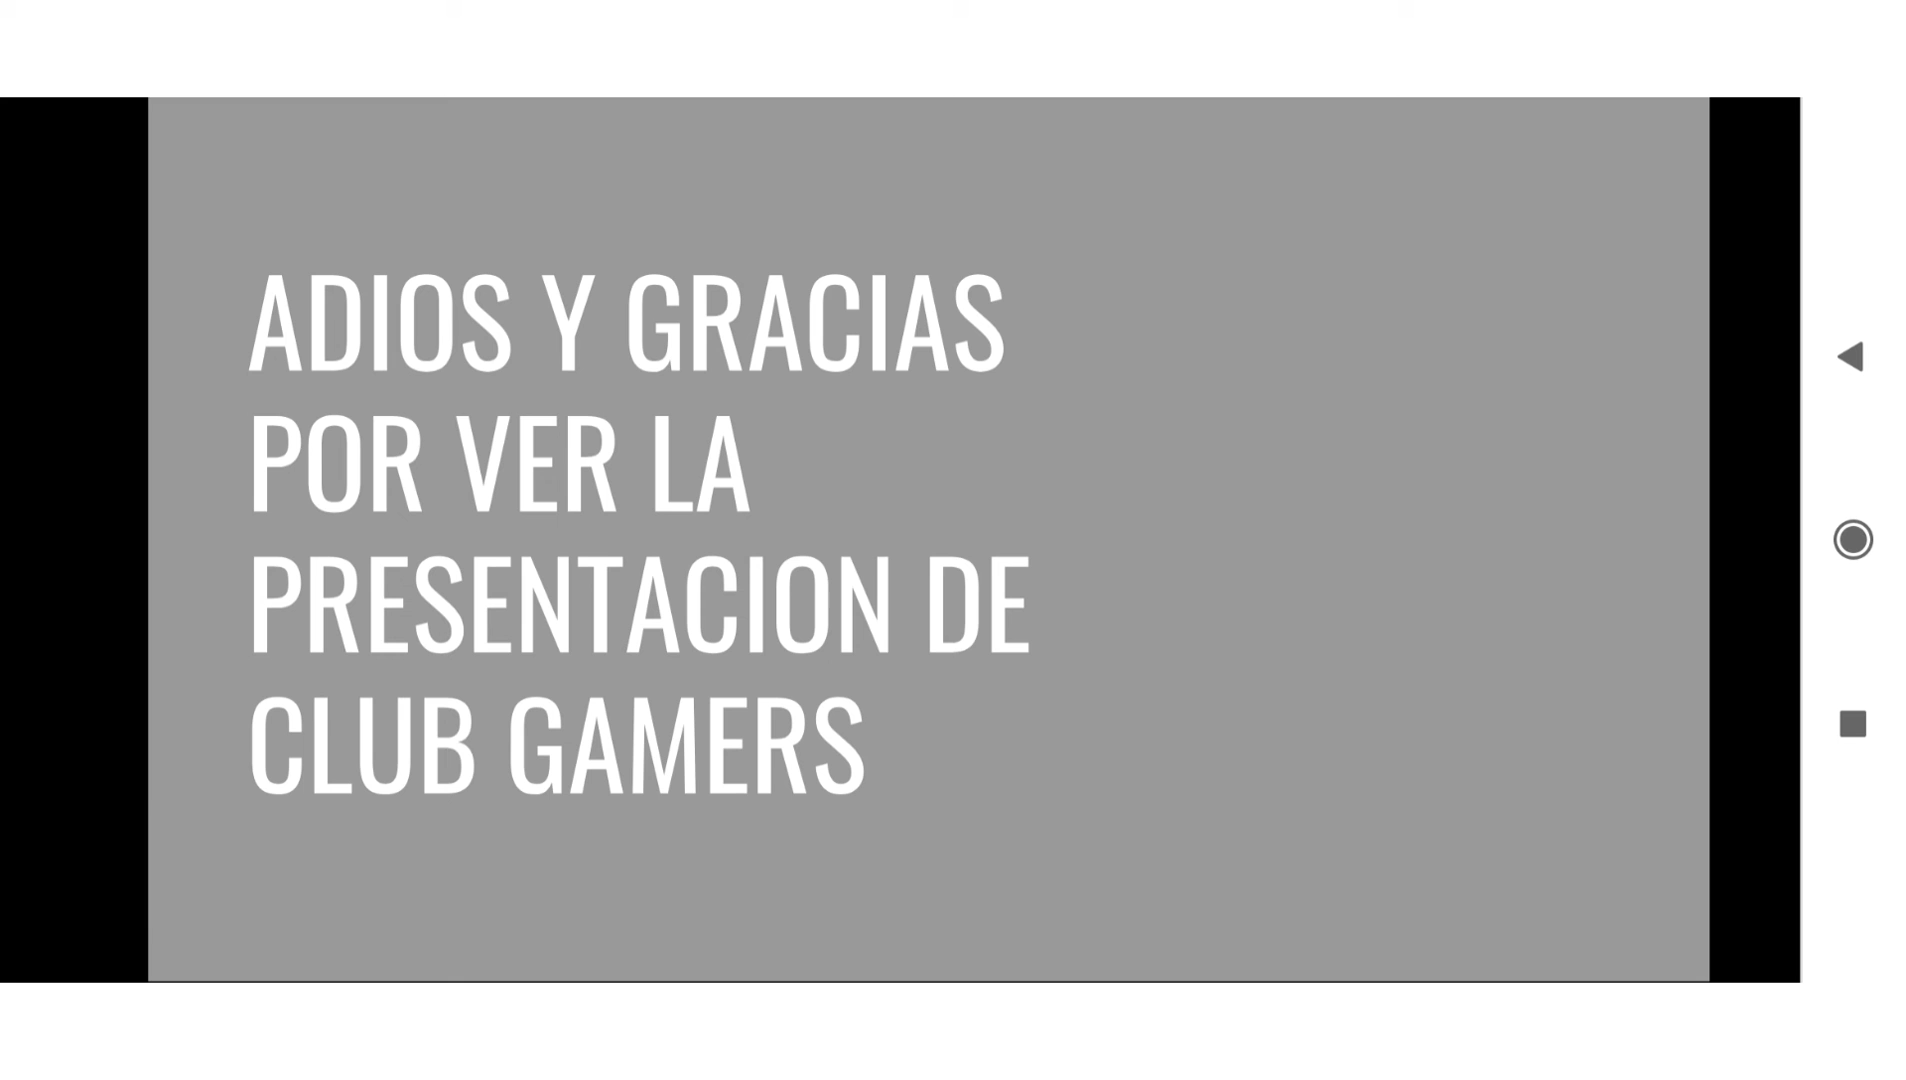 ADIOS Y GRACIAS
POR VER LA
PRESENTACION DE
CLUB GAMERS